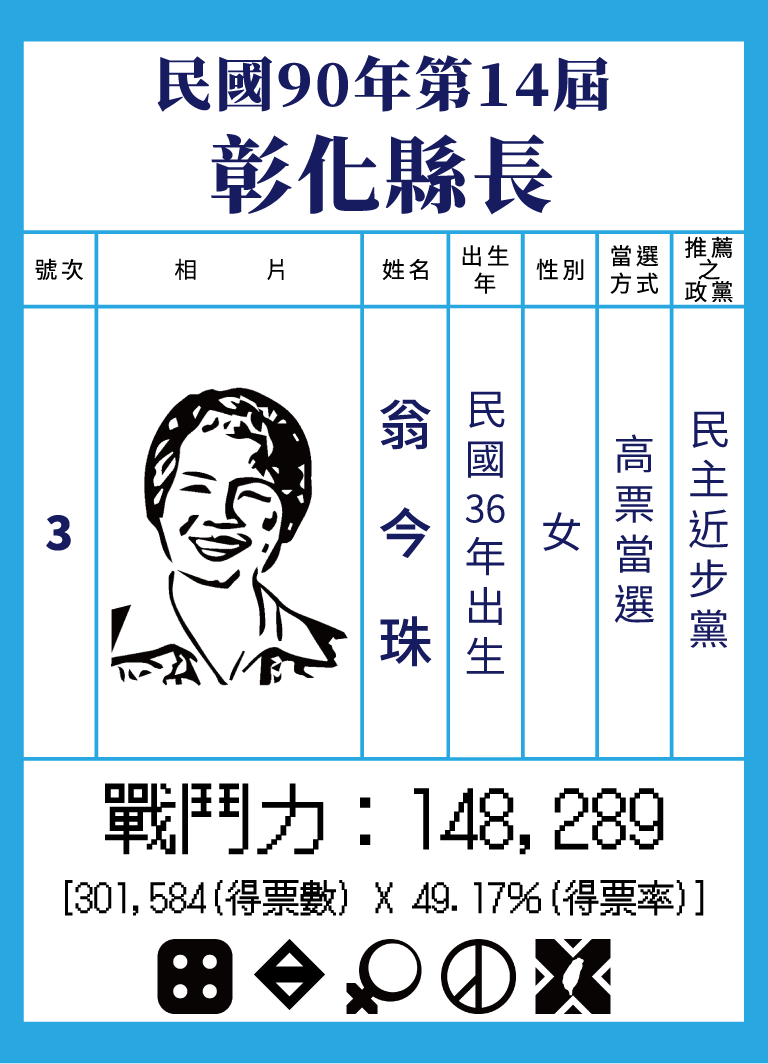 民國90年第14屆
彰化縣長
號次
相 片
姓名
出生
年
性別
當選
方式
推薦
之
政黨
3
翁今珠
民國36年出生
女
高票當選
民主近步黨
戰鬥力：148,289
[301,584(得票數) X 49.17%(得票率)]